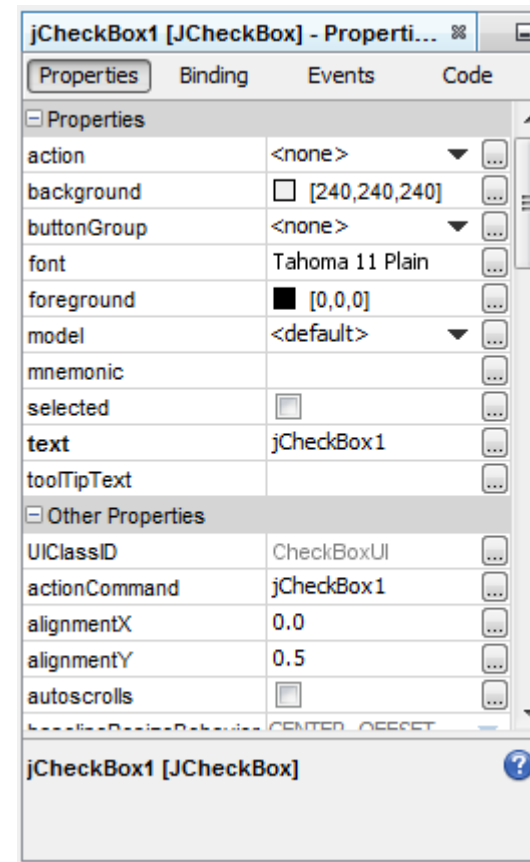 jCheckBox1 [JCheckBox] - Properti...
Properties Binding Events Code
Properties
action <none> ...
background [240,240,240] ...
buttonGroup <none> ...
font Tahoma 11 Plain ...
foreground [0,0,0] ...
model <default> ...
mnemonic ...
selected ...
text jCheckBox1 ...
toolTipText ...
Other Properties
UIClassID CheckBoxUI ...
actionCommand jCheckBox1 ...
alignmentX 0.0 ...
alignmentY 0.5 ...
autoscrolls ...
baselineResizeBehavior CENTER_OFFSET
jCheckBox1 [JCheckBox] ?